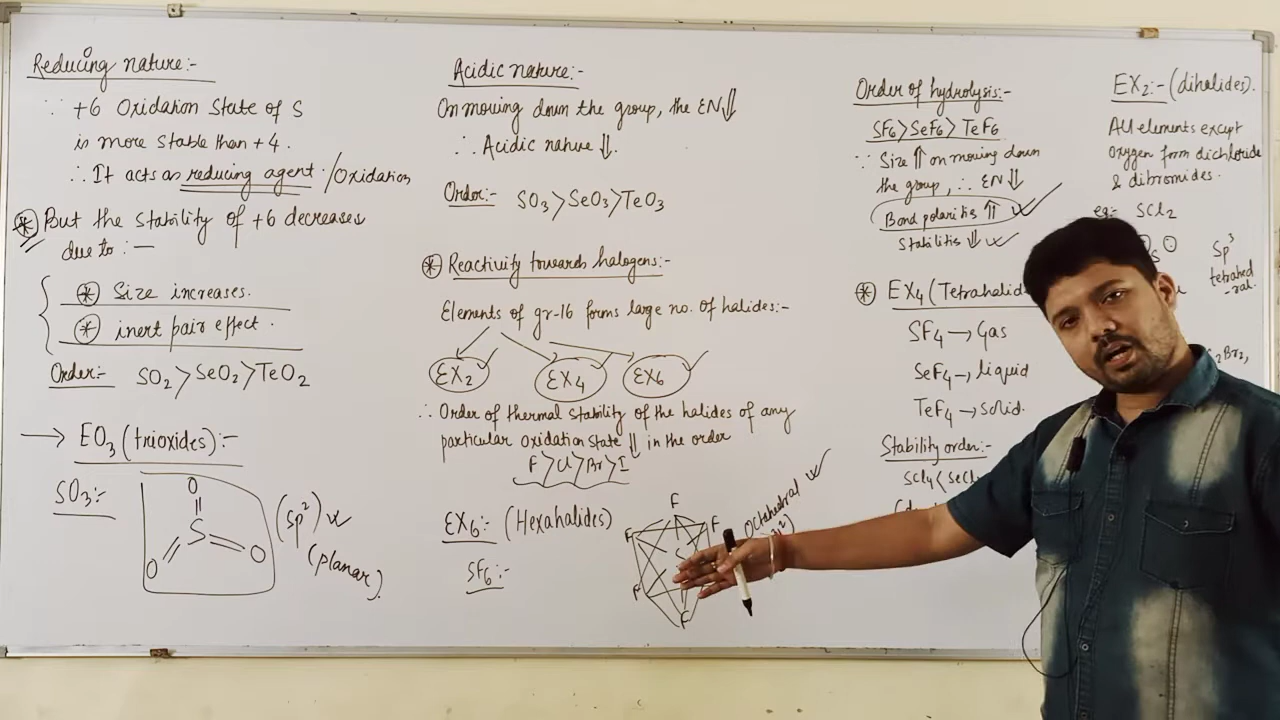 Reducing nature:-
∵ +6 Oxidation State of S
is more stable than +4.
∴ It acts as reducing agent /Oxidation
* But the stability of +6 decreases
due to:—
* Size increases.
* inert pair effect.
Order:- SO2 > SeO2 > TeO2
→ EO3 (trioxides):-
SO3:-
O
S
O O
(sp²)
(planar)
Acidic nature:-
On moving down the group, the EN⇓
∴ Acidic nature ⇓.
Order:- SO3 > SeO3 > TeO3
* Reactivity towards halogens:-
Elements of gr-16 forms large no. of halides:-
EX2 EX4 EX6
∴ Order of thermal stability of the halides of any
particular oxidation state ⇓ in the order
F > Cl > Br > I
EX6:- (Hexahalides)
SF6:-
F
F F
S
F
F
Octahedral
Order of hydrolysis:-
SF6 > SeF6 > TeF6
∵ Size ⇑ on moving down
the group, ∴ EN⇓
Bond polarities ⇑
Stabilities ⇓
* EX4 (Tetrahalid
SF4 → Gas
SeF4 → liquid
TeF4 → solid.
Stability order:-
SCl4 < SeCl
EX2:- (dihalides).
All elements except
Oxygen form dichloride
& dibromides.
eg:- SCl2
S
sp³
tetrahed
-ral.
2Br2,